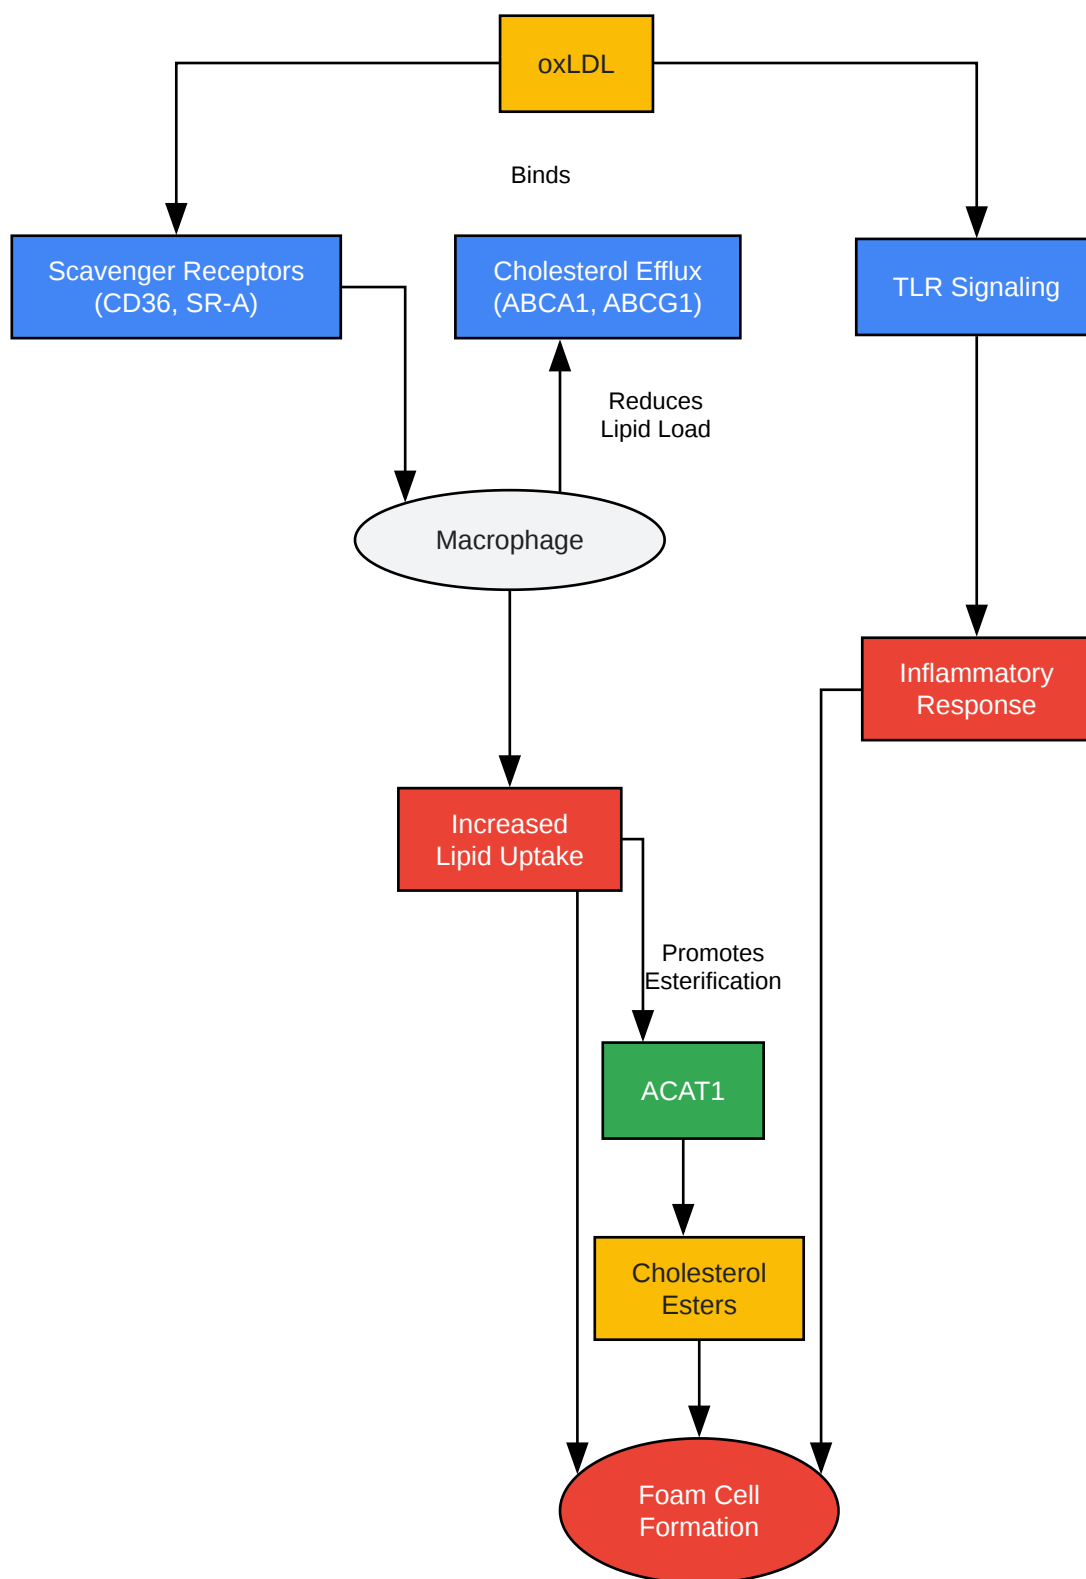 oxLDL
Binds
Scavenger Receptors
(CD36, SR-A)
Cholesterol Efflux
(ABCA1, ABCG1)
TLR Signaling
Reduces
Lipid Load
Macrophage
Inflammatory
Response
Increased
Lipid Uptake
Promotes
Esterification
ACAT1
Cholesterol
Esters
Foam Cell
Formation